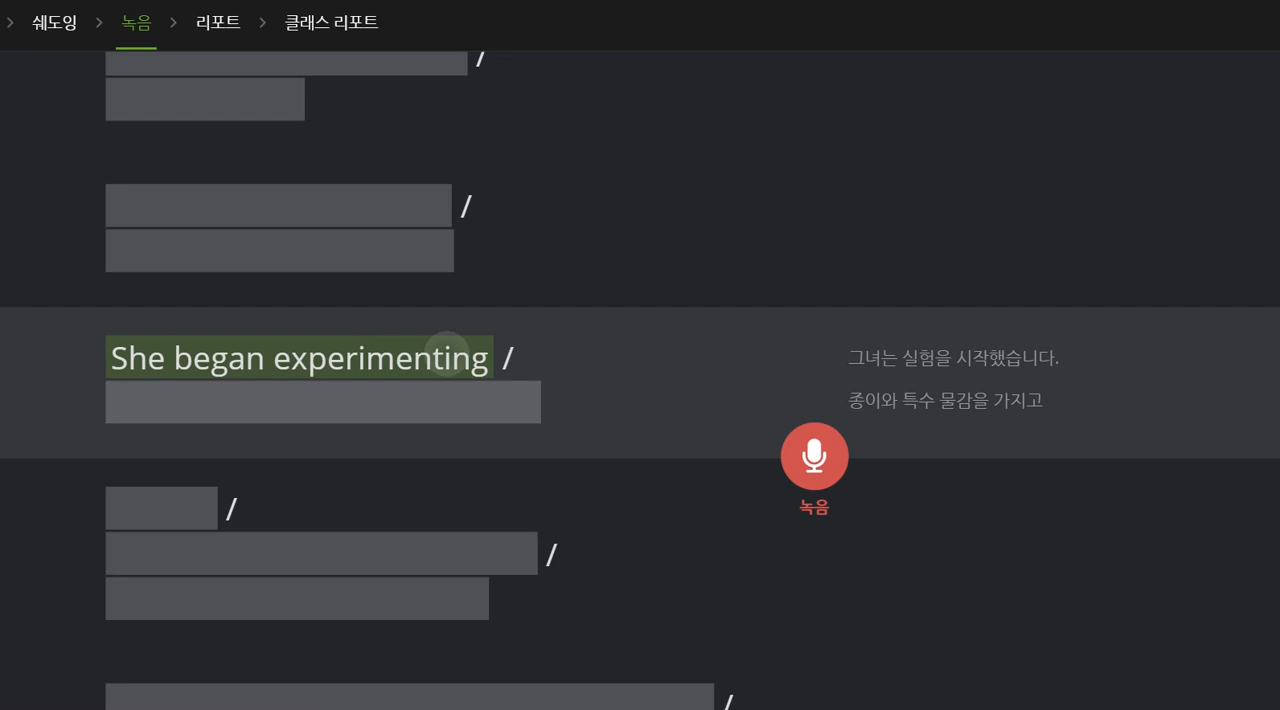 > 쉐도잉 > 녹음 > 리포트 > 클래스 리포트
/
/
She began experimenting /
그녀는 실험을 시작했습니다.
종이와 특수 물감을 가지고
녹음
/
/
/